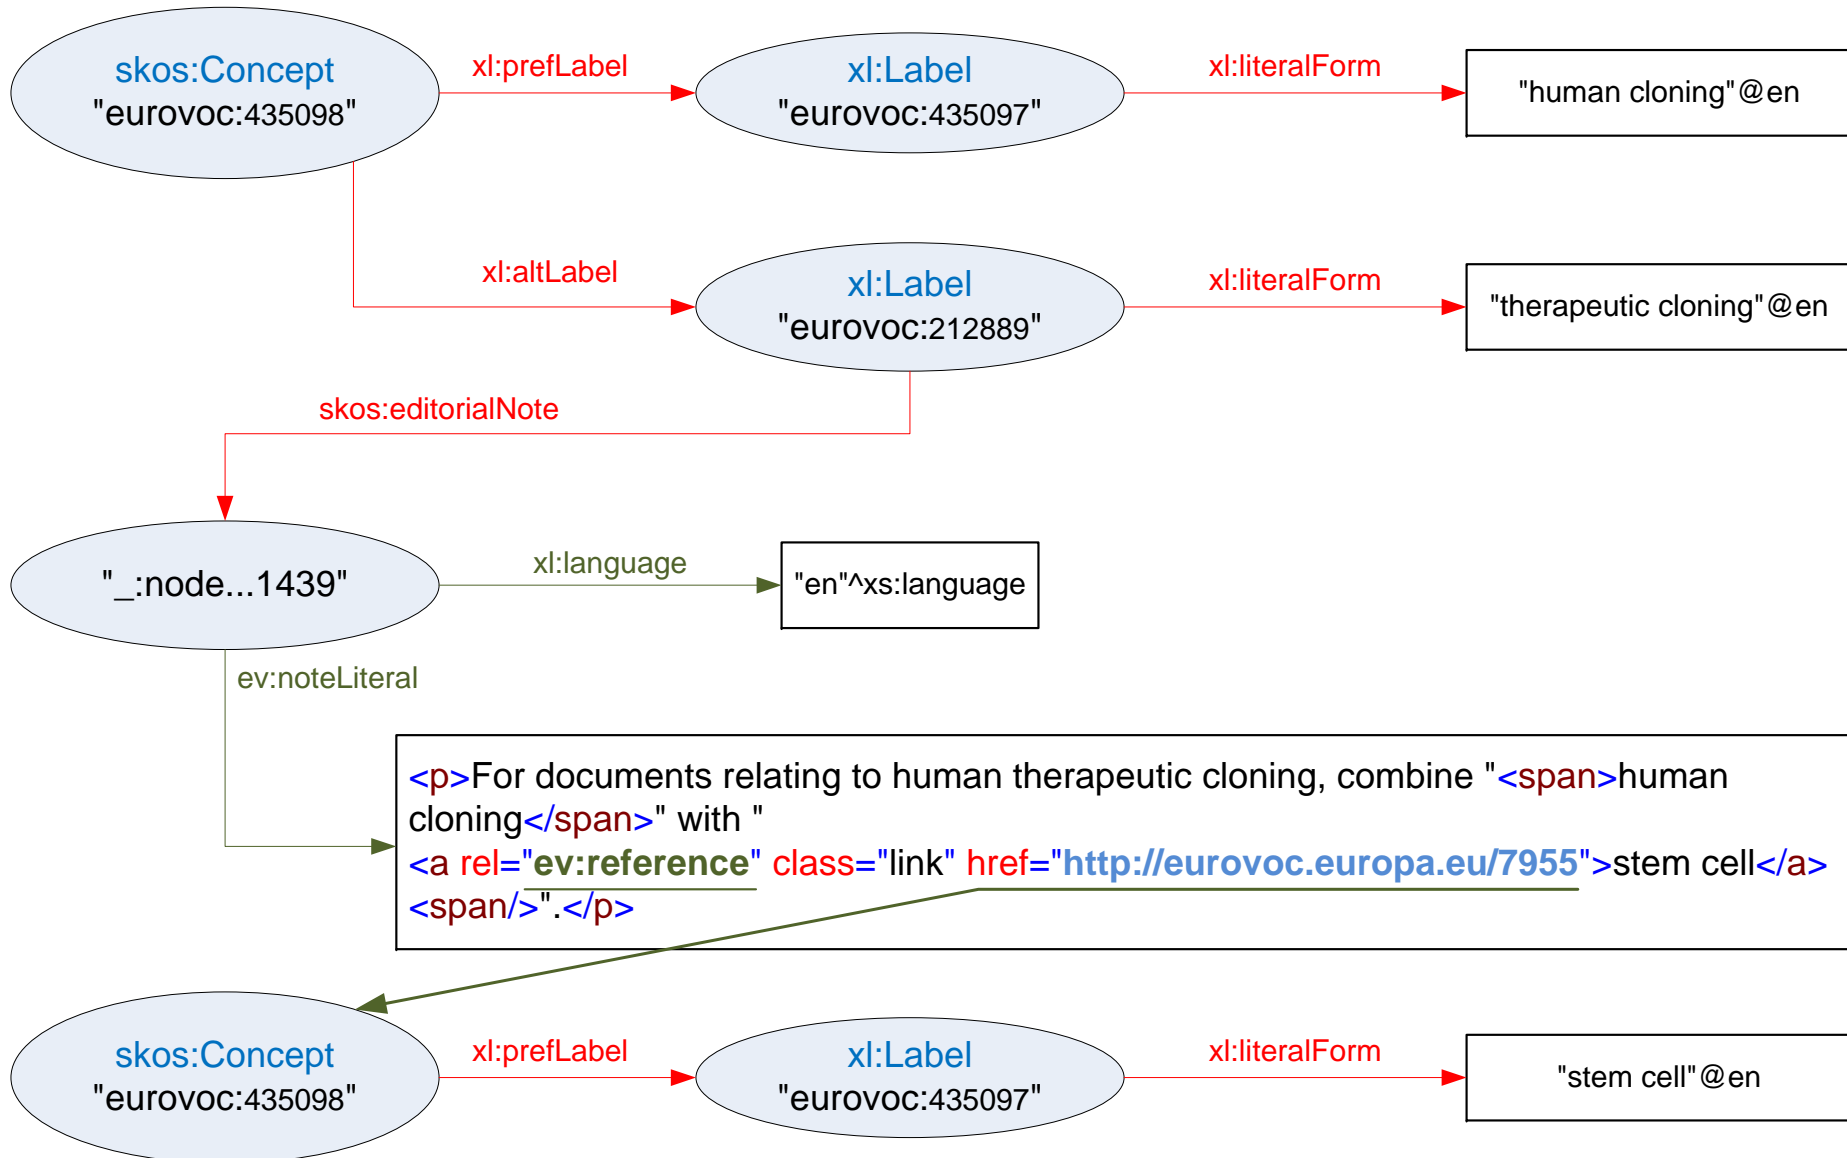 skos:Concept
"eurovoc:435098"
xl:prefLabel
xl:Label
"eurovoc:435097"
xl:literalForm
"human cloning"@en
xl:altLabel
xl:Label
"eurovoc:212889"
xl:literalForm
"therapeutic cloning"@en
skos:editorialNote
"_:node...1439"
xl:language
"en"^xs:language
ev:noteLiteral
<p>For documents relating to human therapeutic cloning, combine "<span>human
cloning</span>" with "
<a rel="ev:reference" class="link" href="http://eurovoc.europa.eu/7955">stem cell</a>
<span/>".</p>
skos:Concept
"eurovoc:435098"
xl:prefLabel
xl:Label
"eurovoc:435097"
xl:literalForm
"stem cell"@en